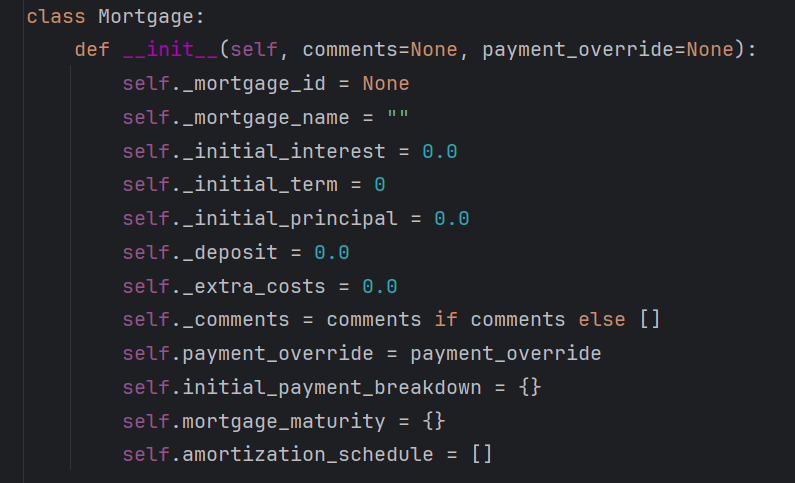 class Mortgage:
    def __init__(self, comments=None, payment_override=None):
        self._mortgage_id = None
        self._mortgage_name = ""
        self._initial_interest = 0.0
        self._initial_term = 0
        self._initial_principal = 0.0
        self._deposit = 0.0
        self._extra_costs = 0.0
        self._comments = comments if comments else []
        self.payment_override = payment_override
        self.initial_payment_breakdown = {}
        self.mortgage_maturity = {}
        self.amortization_schedule = []